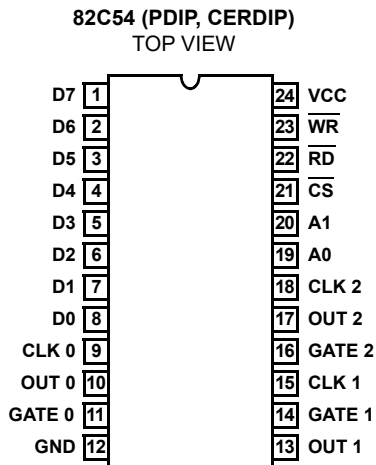 82C54 (PDIP, CERDIP)
TOP VIEW
D7 1 24 VCC
D6 2 23 W̅R̅
D5 3 22 R̅D̅
D4 4 21 C̅S̅
D3 5 20 A1
D2 6 19 A0
D1 7 18 CLK 2
D0 8 17 OUT 2
CLK 0 9 16 GATE 2
OUT 0 10 15 CLK 1
GATE 0 11 14 GATE 1
GND 12 13 OUT 1